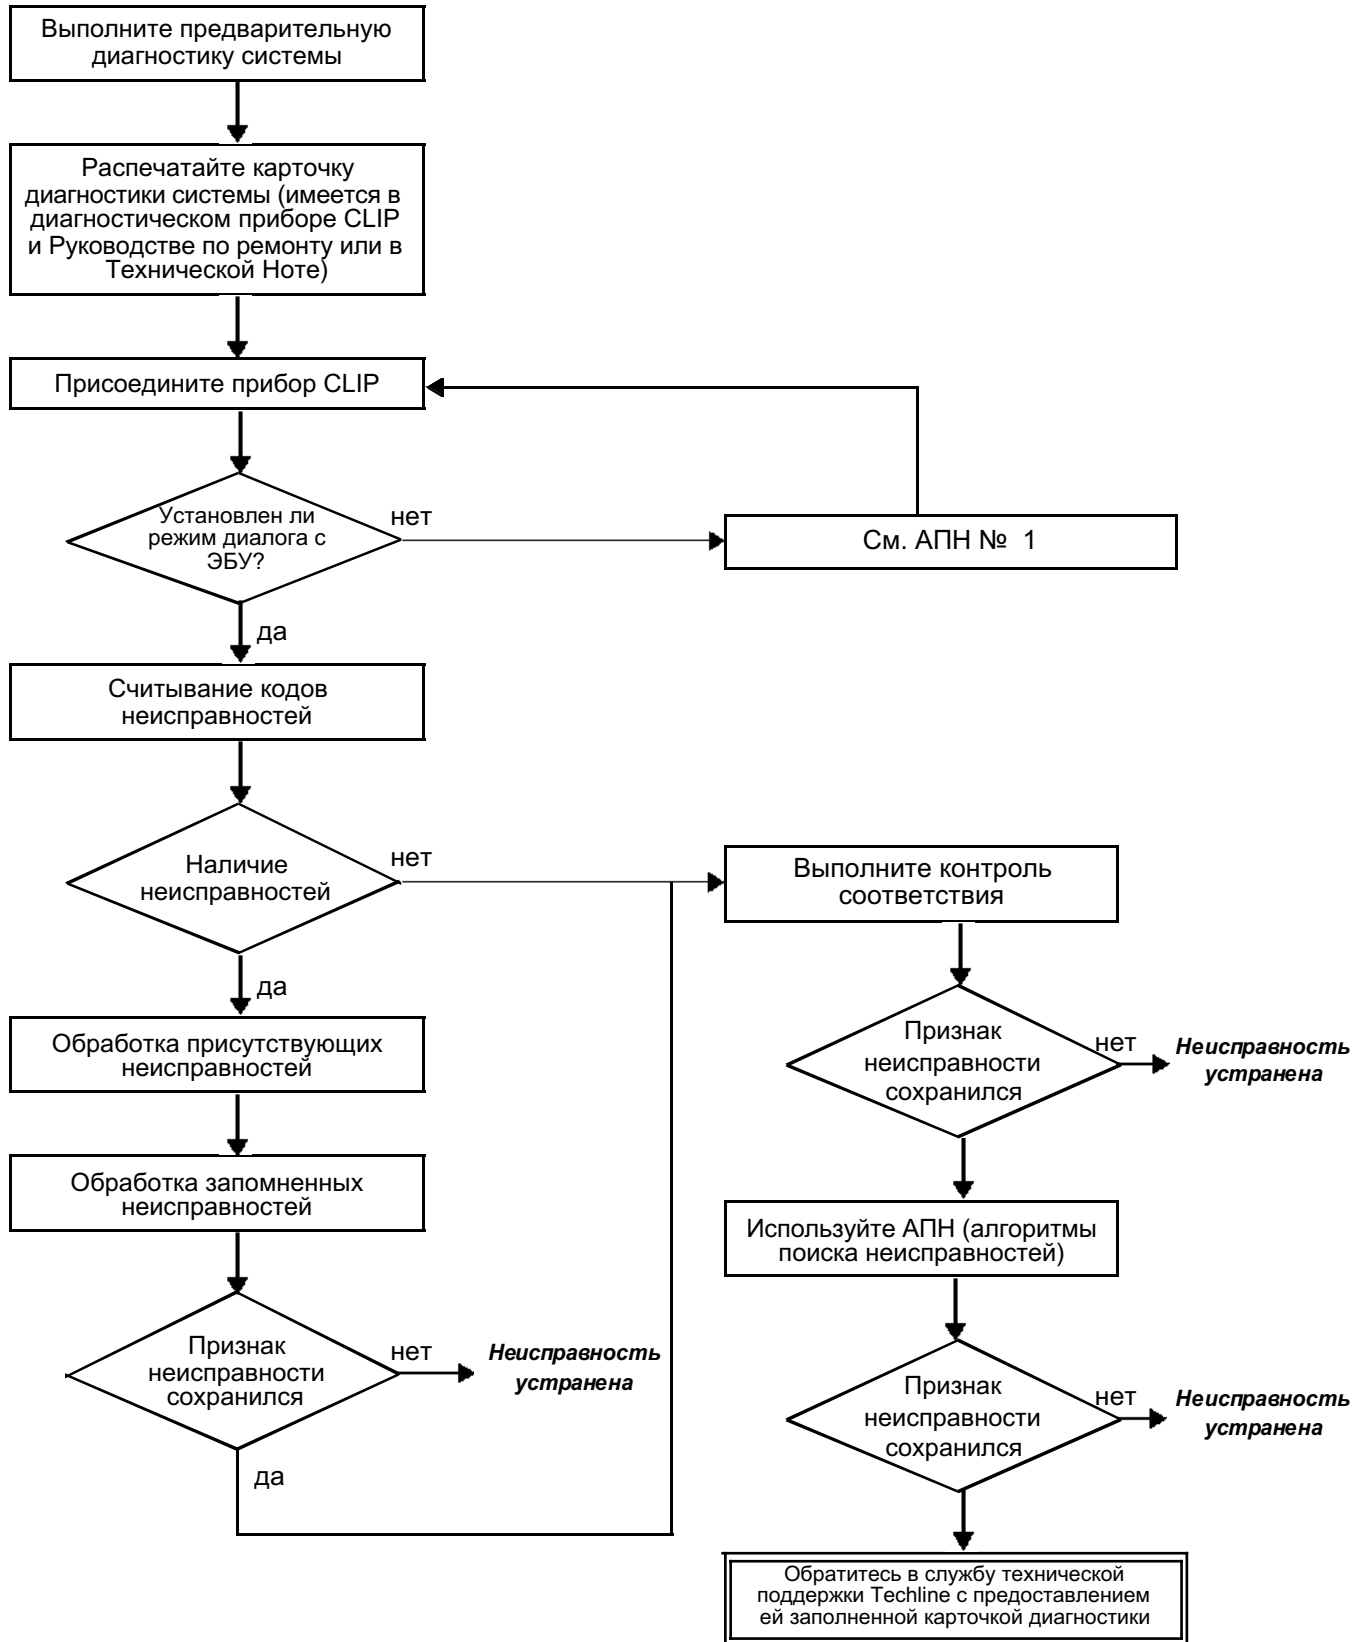 Выполните предварительную
диагностику системы
Распечатайте карточку
диагностики системы (имеется в
диагностическом приборе CLIP
и Руководстве по ремонту или в
Технической Ноте)
Присоедините прибор CLIP
Установлен ли
режим диалога с
ЭБУ?
нет
См. АПН № 1
да
Считывание кодов
неисправностей
Наличие
неисправностей
нет
Выполните контроль
соответствия
да
Обработка присутствующих
неисправностей
Признак
неисправности
сохранился
нет
Неисправность
устранена
Обработка запомненных
неисправностей
Используйте АПН (алгоритмы
поиска неисправностей)
Признак
неисправности
сохранился
нет
Неисправность
устранена
да
Признак
неисправности
сохранился
нет
Неисправность
устранена
Обратитесь в службу технической
поддержки Techline с предоставлением
ей заполненной карточкой диагностики